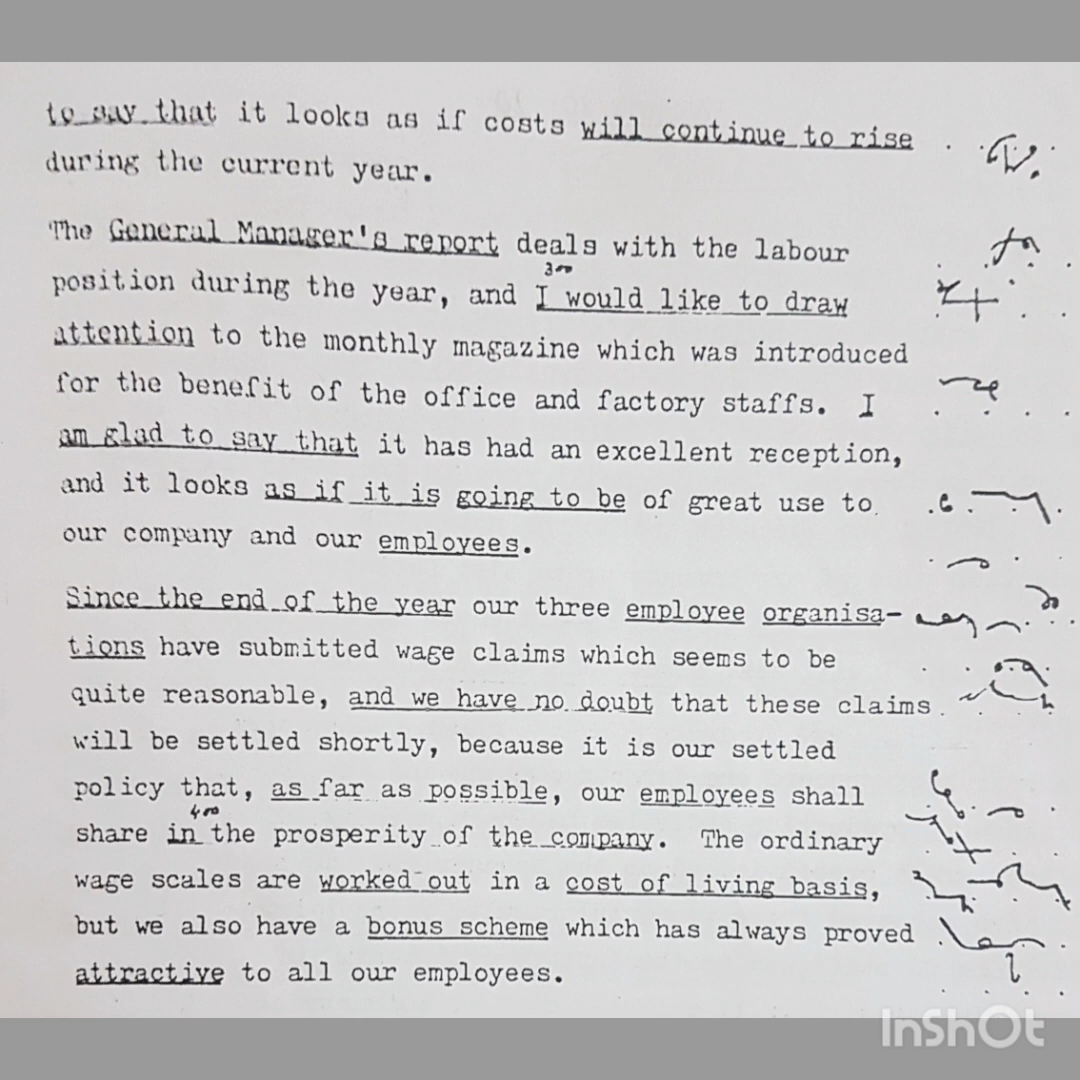 to say that it looks as if costs will continue to rise
during the current year.
The General Manager's report deals with the labour
300
position during the year, and I would like to draw
attention to the monthly magazine which was introduced
for the benefit of the office and factory staffs. I
am glad to say that it has had an excellent reception,
and it looks as if it is going to be of great use to
our company and our employees.
Since the end of the year our three employee organisa-
tions have submitted wage claims which seems to be
quite reasonable, and we have no doubt that these claims
will be settled shortly, because it is our settled
policy that, as far as possible, our employees shall
400
share in the prosperity of the company. The ordinary
wage scales are worked out in a cost of living basis,
but we also have a bonus scheme which has always proved
attractive to all our employees.
InShOt